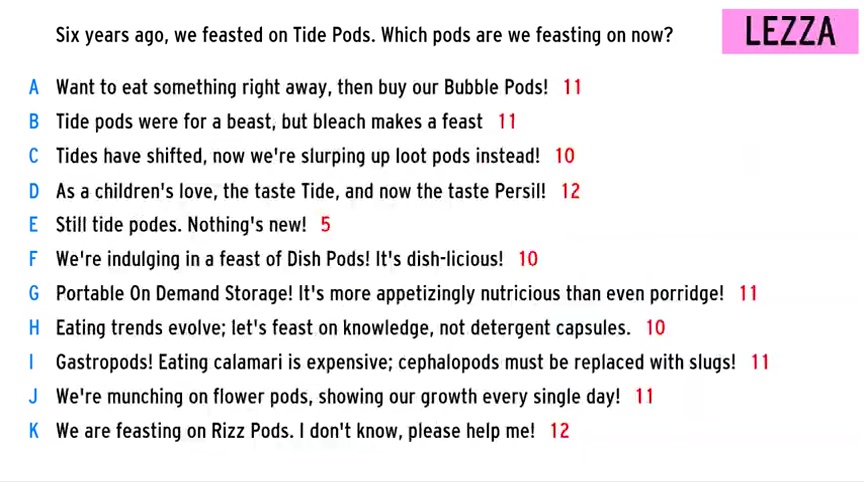 Six years ago, we feasted on Tide Pods. Which pods are we feasting on now?
LEZZA
A Want to eat something right away, then buy our Bubble Pods! 11
B Tide pods were for a beast, but bleach makes a feast 11
C Tides have shifted, now we're slurping up loot pods instead! 10
D As a children's love, the taste Tide, and now the taste Persil! 12
E Still tide podes. Nothing's new! 5
F We're indulging in a feast of Dish Pods! It's dish-licious! 10
G Portable On Demand Storage! It's more appetizingly nutricious than even porridge! 11
H Eating trends evolve; let's feast on knowledge, not detergent capsules. 10
I Gastropods! Eating calamari is expensive; cephalopods must be replaced with slugs! 11
J We're munching on flower pods, showing our growth every single day! 11
K We are feasting on Rizz Pods. I don't know, please help me! 12